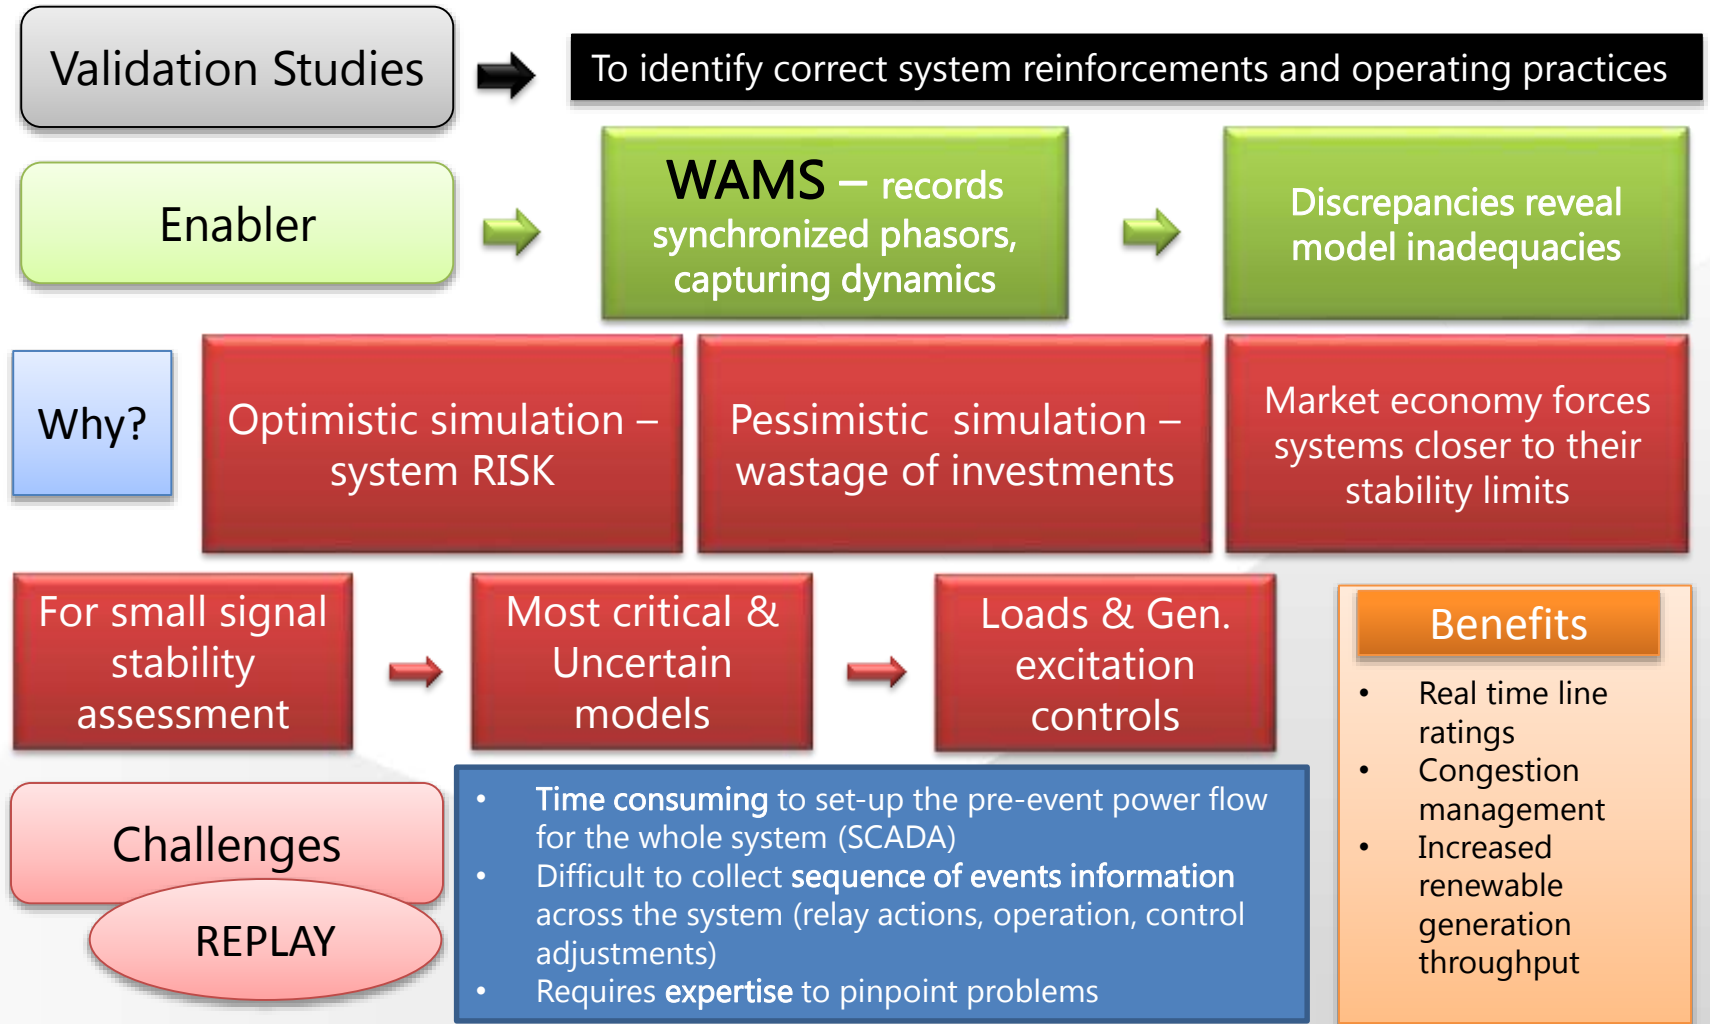 Validation Studies
To identify correct system reinforcements and operating practices
Enabler
WAMS – records
synchronized phasors,
capturing dynamics
Discrepancies reveal
model inadequacies
Why?
Optimistic simulation –
system RISK
Pessimistic simulation –
wastage of investments
Market economy forces
systems closer to their
stability limits
For small signal
stability
assessment
Most critical &
Uncertain
models
Loads & Gen.
excitation
controls
Benefits
• Real time line
ratings
• Congestion
management
• Increased
renewable
generation
throughput
Challenges
REPLAY
• Time consuming to set-up the pre-event power flow
for the whole system (SCADA)
• Difficult to collect sequence of events information
across the system (relay actions, operation, control
adjustments)
• Requires expertise to pinpoint problems